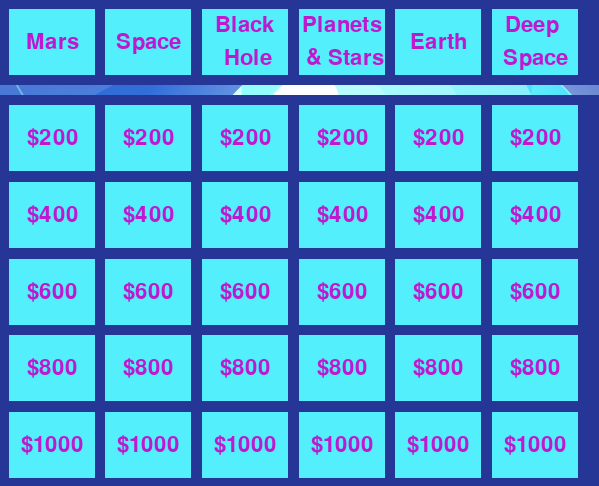 Mars Space Black Hole Planets & Stars Earth Deep Space
$200 $200 $200 $200 $200 $200
$400 $400 $400 $400 $400 $400
$600 $600 $600 $600 $600 $600
$800 $800 $800 $800 $800 $800
$1000 $1000 $1000 $1000 $1000 $1000